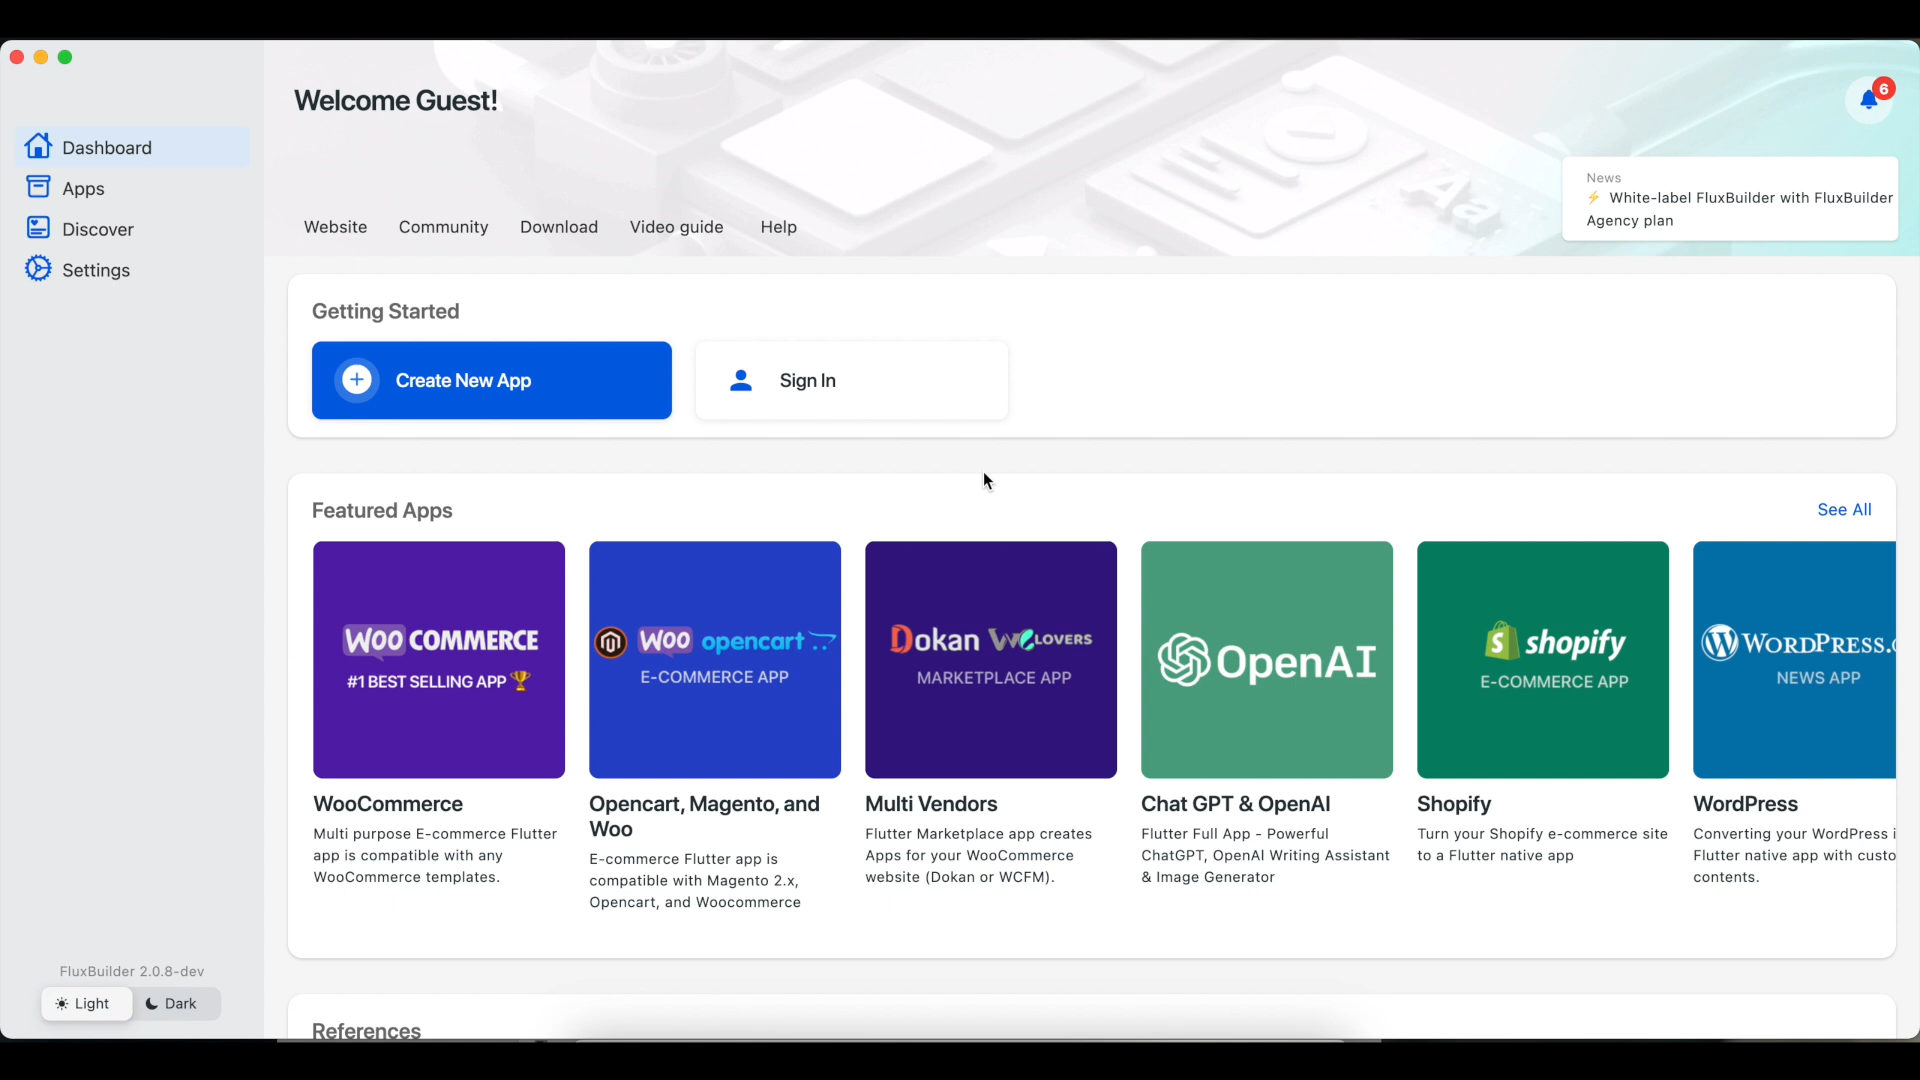 Welcome Guest!
6
Dashboard
Apps
Discover
Settings
Website
Community
Download
Video guide
Help
Aa
News
⚡ White-label FluxBuilder with FluxBuilder
Agency plan
Getting Started
Create New App
Sign In
Featured Apps
See All
WOO COMMERCE
#1 BEST SELLING APP 🏆
WOO opencart
E-COMMERCE APP
Dokan WC LOVERS
MARKETPLACE APP
OpenAI
shopify
E-COMMERCE APP
WORDPRESS.
NEWS APP
WooCommerce
Multi purpose E-commerce Flutter
app is compatible with any
WooCommerce templates.
Opencart, Magento, and
Woo
E-commerce Flutter app is
compatible with Magento 2.x,
Opencart, and Woocommerce
Multi Vendors
Flutter Marketplace app creates
Apps for your WooCommerce
website (Dokan or WCFM).
Chat GPT & OpenAI
Flutter Full App - Powerful
ChatGPT, OpenAI Writing Assistant
& Image Generator
Shopify
Turn your Shopify e-commerce site
to a Flutter native app
WordPress
Converting your WordPress i
Flutter native app with custo
contents.
FluxBuilder 2.0.8-dev
Light
Dark
References